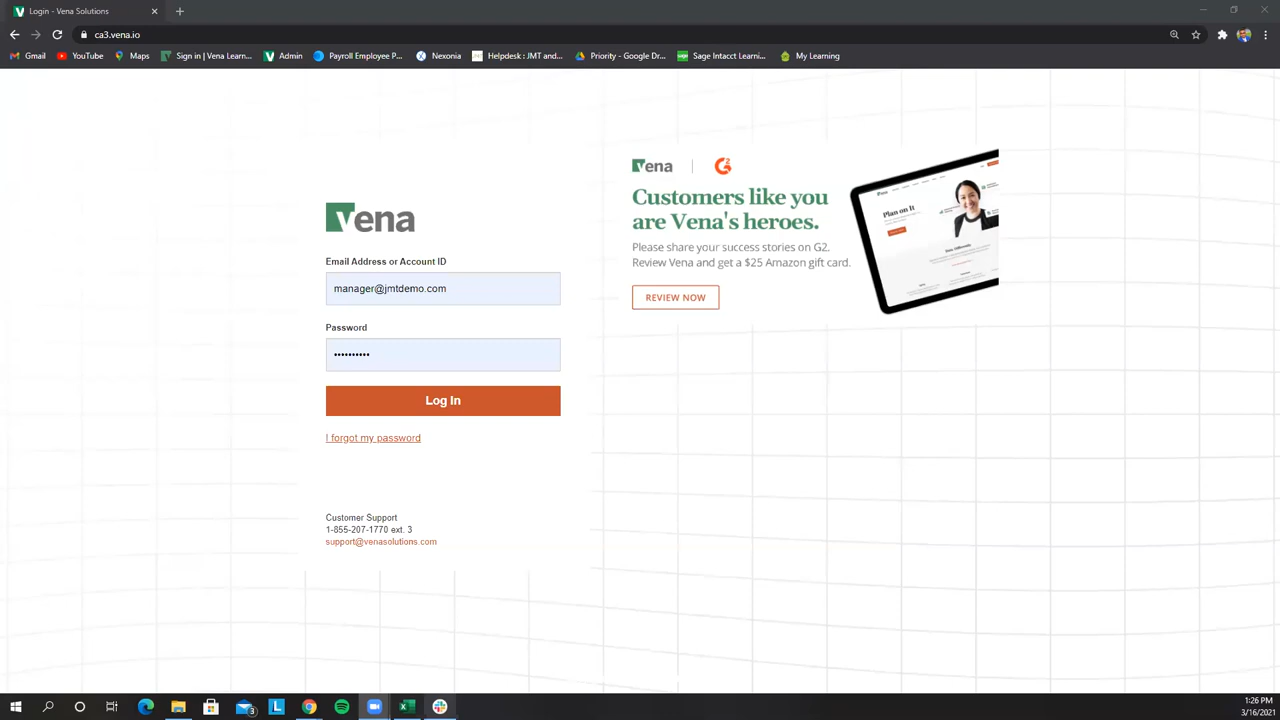 Login - Vena Solutions
ca3.vena.io
Gmail
YouTube
Maps
Sign in | Vena Learn...
Admin
Payroll Employee P...
Nexonia
Helpdesk : JMT and...
Priority - Google Dr...
Sage Intacct Learni...
My Learning
vena
Email Address or Account ID
manager@jmtdemo.com
Password
••••••••••
Log In
I forgot my password
Customer Support
1-855-207-1770 ext. 3
support@venasolutions.com
vena | G2
Customers like you
are Vena's heroes.
Please share your success stories on G2.
Review Vena and get a $25 Amazon gift card.
REVIEW NOW
Plan on It
1:26 PM
3/16/2021